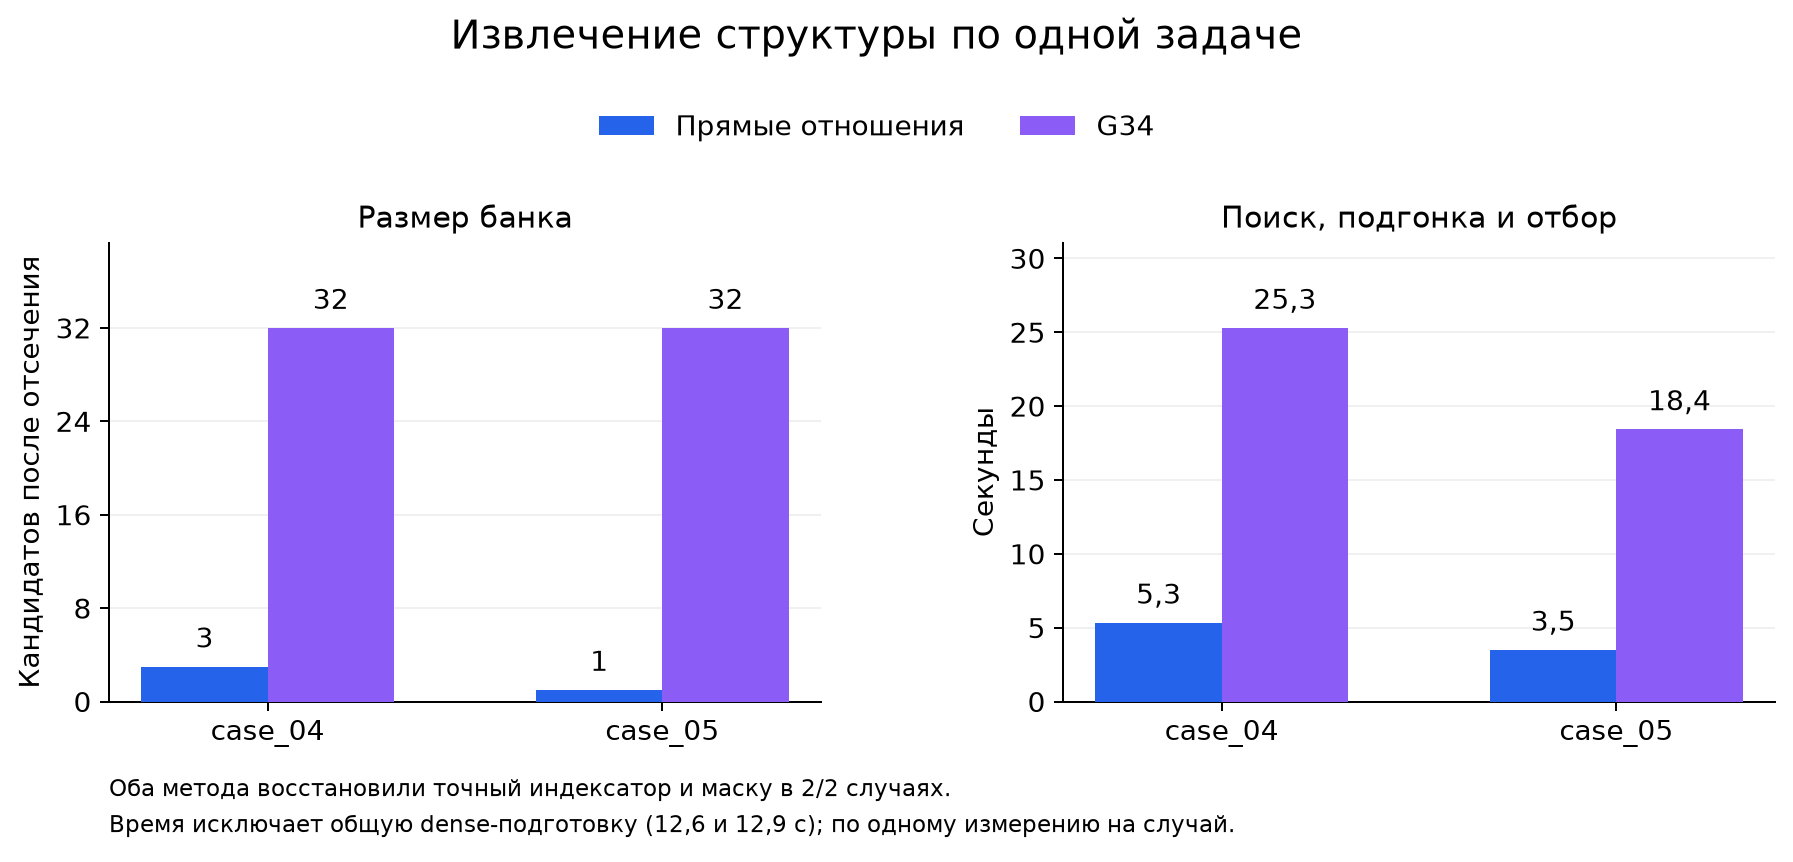 Извлечение структуры по одной задаче
Прямые отношения
G34
Размер банка
Кандидатов после отсечения
32
24
16
8
0
3
32
1
32
case_04
case_05
Поиск, подгонка и отбор
Секунды
30
25
20
15
10
5
0
5,3
25,3
3,5
18,4
case_04
case_05
Оба метода восстановили точный индексатор и маску в 2/2 случаях.
Время исключает общую dense-подготовку (12,6 и 12,9 с); по одному измерению на случай.